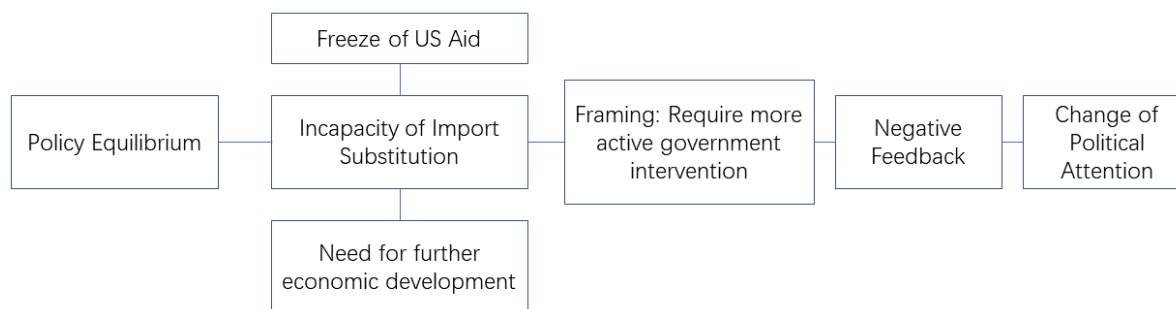 Freeze of US Aid
Policy Equilibrium
Incapacity of Import
Substitution
Framing: Require more
active government
intervention
Negative
Feedback
Change of
Political
Attention
Need for further
economic development